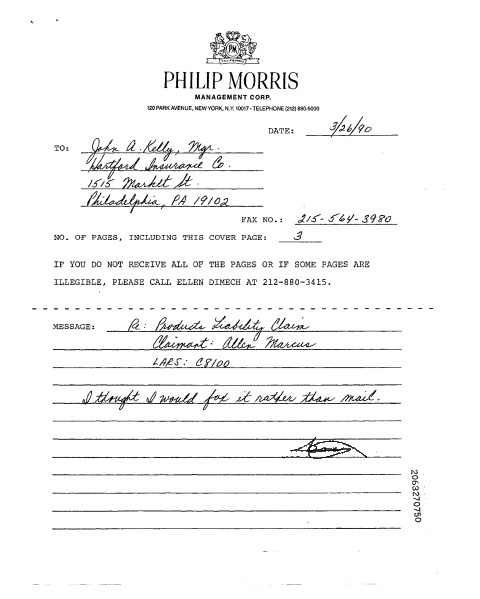 PM
PHILIP MORRIS
MANAGEMENT CORP.
120 PARK AVENUE, NEW YORK, N.Y. 10017 • TELEPHONE (212) 880-5000
DATE: 3/26/90
TO: John A. Kelly, Mgr.
Hartford Insurance Co.
1515 Market St.
Philadelphia, PA 19102
FAX NO.: 215-564-3980
NO. OF PAGES, INCLUDING THIS COVER PAGE: 3
IF YOU DO NOT RECEIVE ALL OF THE PAGES OR IF SOME PAGES ARE
ILLEGIBLE, PLEASE CALL ELLEN DIMECH AT 212-880-3415.
MESSAGE: Re: Products Liability Claim
Claimant: Allen Marcus
LARS: C8100
I thought I would fax it rather than mail.
2063270750